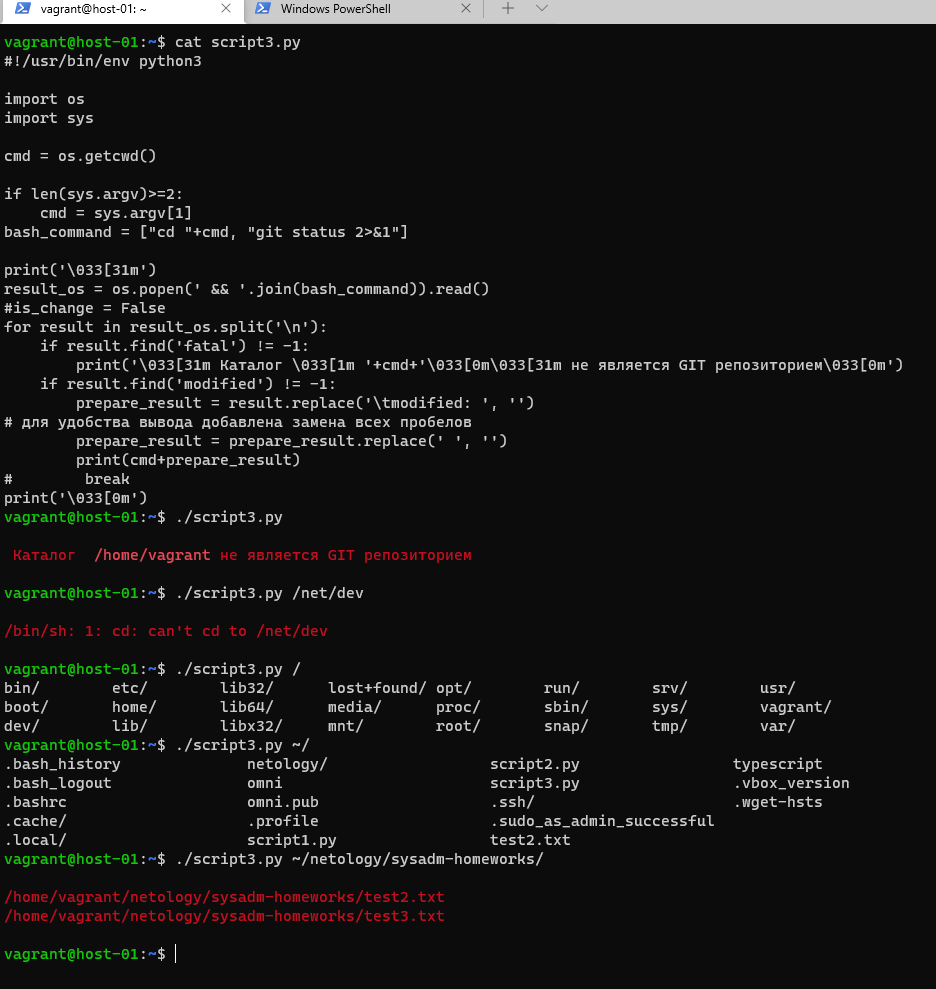 vagrant@host-01: ~ Windows PowerShell
vagrant@host-01:~$ cat script3.py
#!/usr/bin/env python3
import os
import sys
cmd = os.getcwd()
if len(sys.argv)>=2:
    cmd = sys.argv[1]
bash_command = ["cd "+cmd, "git status 2>&1"]
print('\033[31m')
result_os = os.popen(' && '.join(bash_command)).read()
#is_change = False
for result in result_os.split('\n'):
    if result.find('fatal') != -1:
        print('\033[31m Каталог \033[1m '+cmd+'\033[0m\033[31m не является GIT репозиторием\033[0m')
    if result.find('modified') != -1:
        prepare_result = result.replace('\tmodified: ', '')
# для удобства вывода добавлена замена всех пробелов
        prepare_result = prepare_result.replace(' ', '')
        print(cmd+prepare_result)
#        break
print('\033[0m')
vagrant@host-01:~$ ./script3.py
 Каталог  /home/vagrant не является GIT репозиторием
vagrant@host-01:~$ ./script3.py /net/dev
/bin/sh: 1: cd: can't cd to /net/dev
vagrant@host-01:~$ ./script3.py /
bin/        etc/        lib32/      lost+found/ opt/        run/        srv/        usr/
boot/       home/       lib64/      media/      proc/       sbin/       sys/        vagrant/
dev/        lib/        libx32/     mnt/        root/       snap/       tmp/        var/
vagrant@host-01:~$ ./script3.py ~/
.bash_history              netology/                  script2.py                 typescript
.bash_logout               omni                       script3.py                 .vbox_version
.bashrc                    omni.pub                   .ssh/                      .wget-hsts
.cache/                    .profile                   .sudo_as_admin_successful
.local/                    script1.py                 test2.txt
vagrant@host-01:~$ ./script3.py ~/netology/sysadm-homeworks/
/home/vagrant/netology/sysadm-homeworks/test2.txt
/home/vagrant/netology/sysadm-homeworks/test3.txt
vagrant@host-01:~$